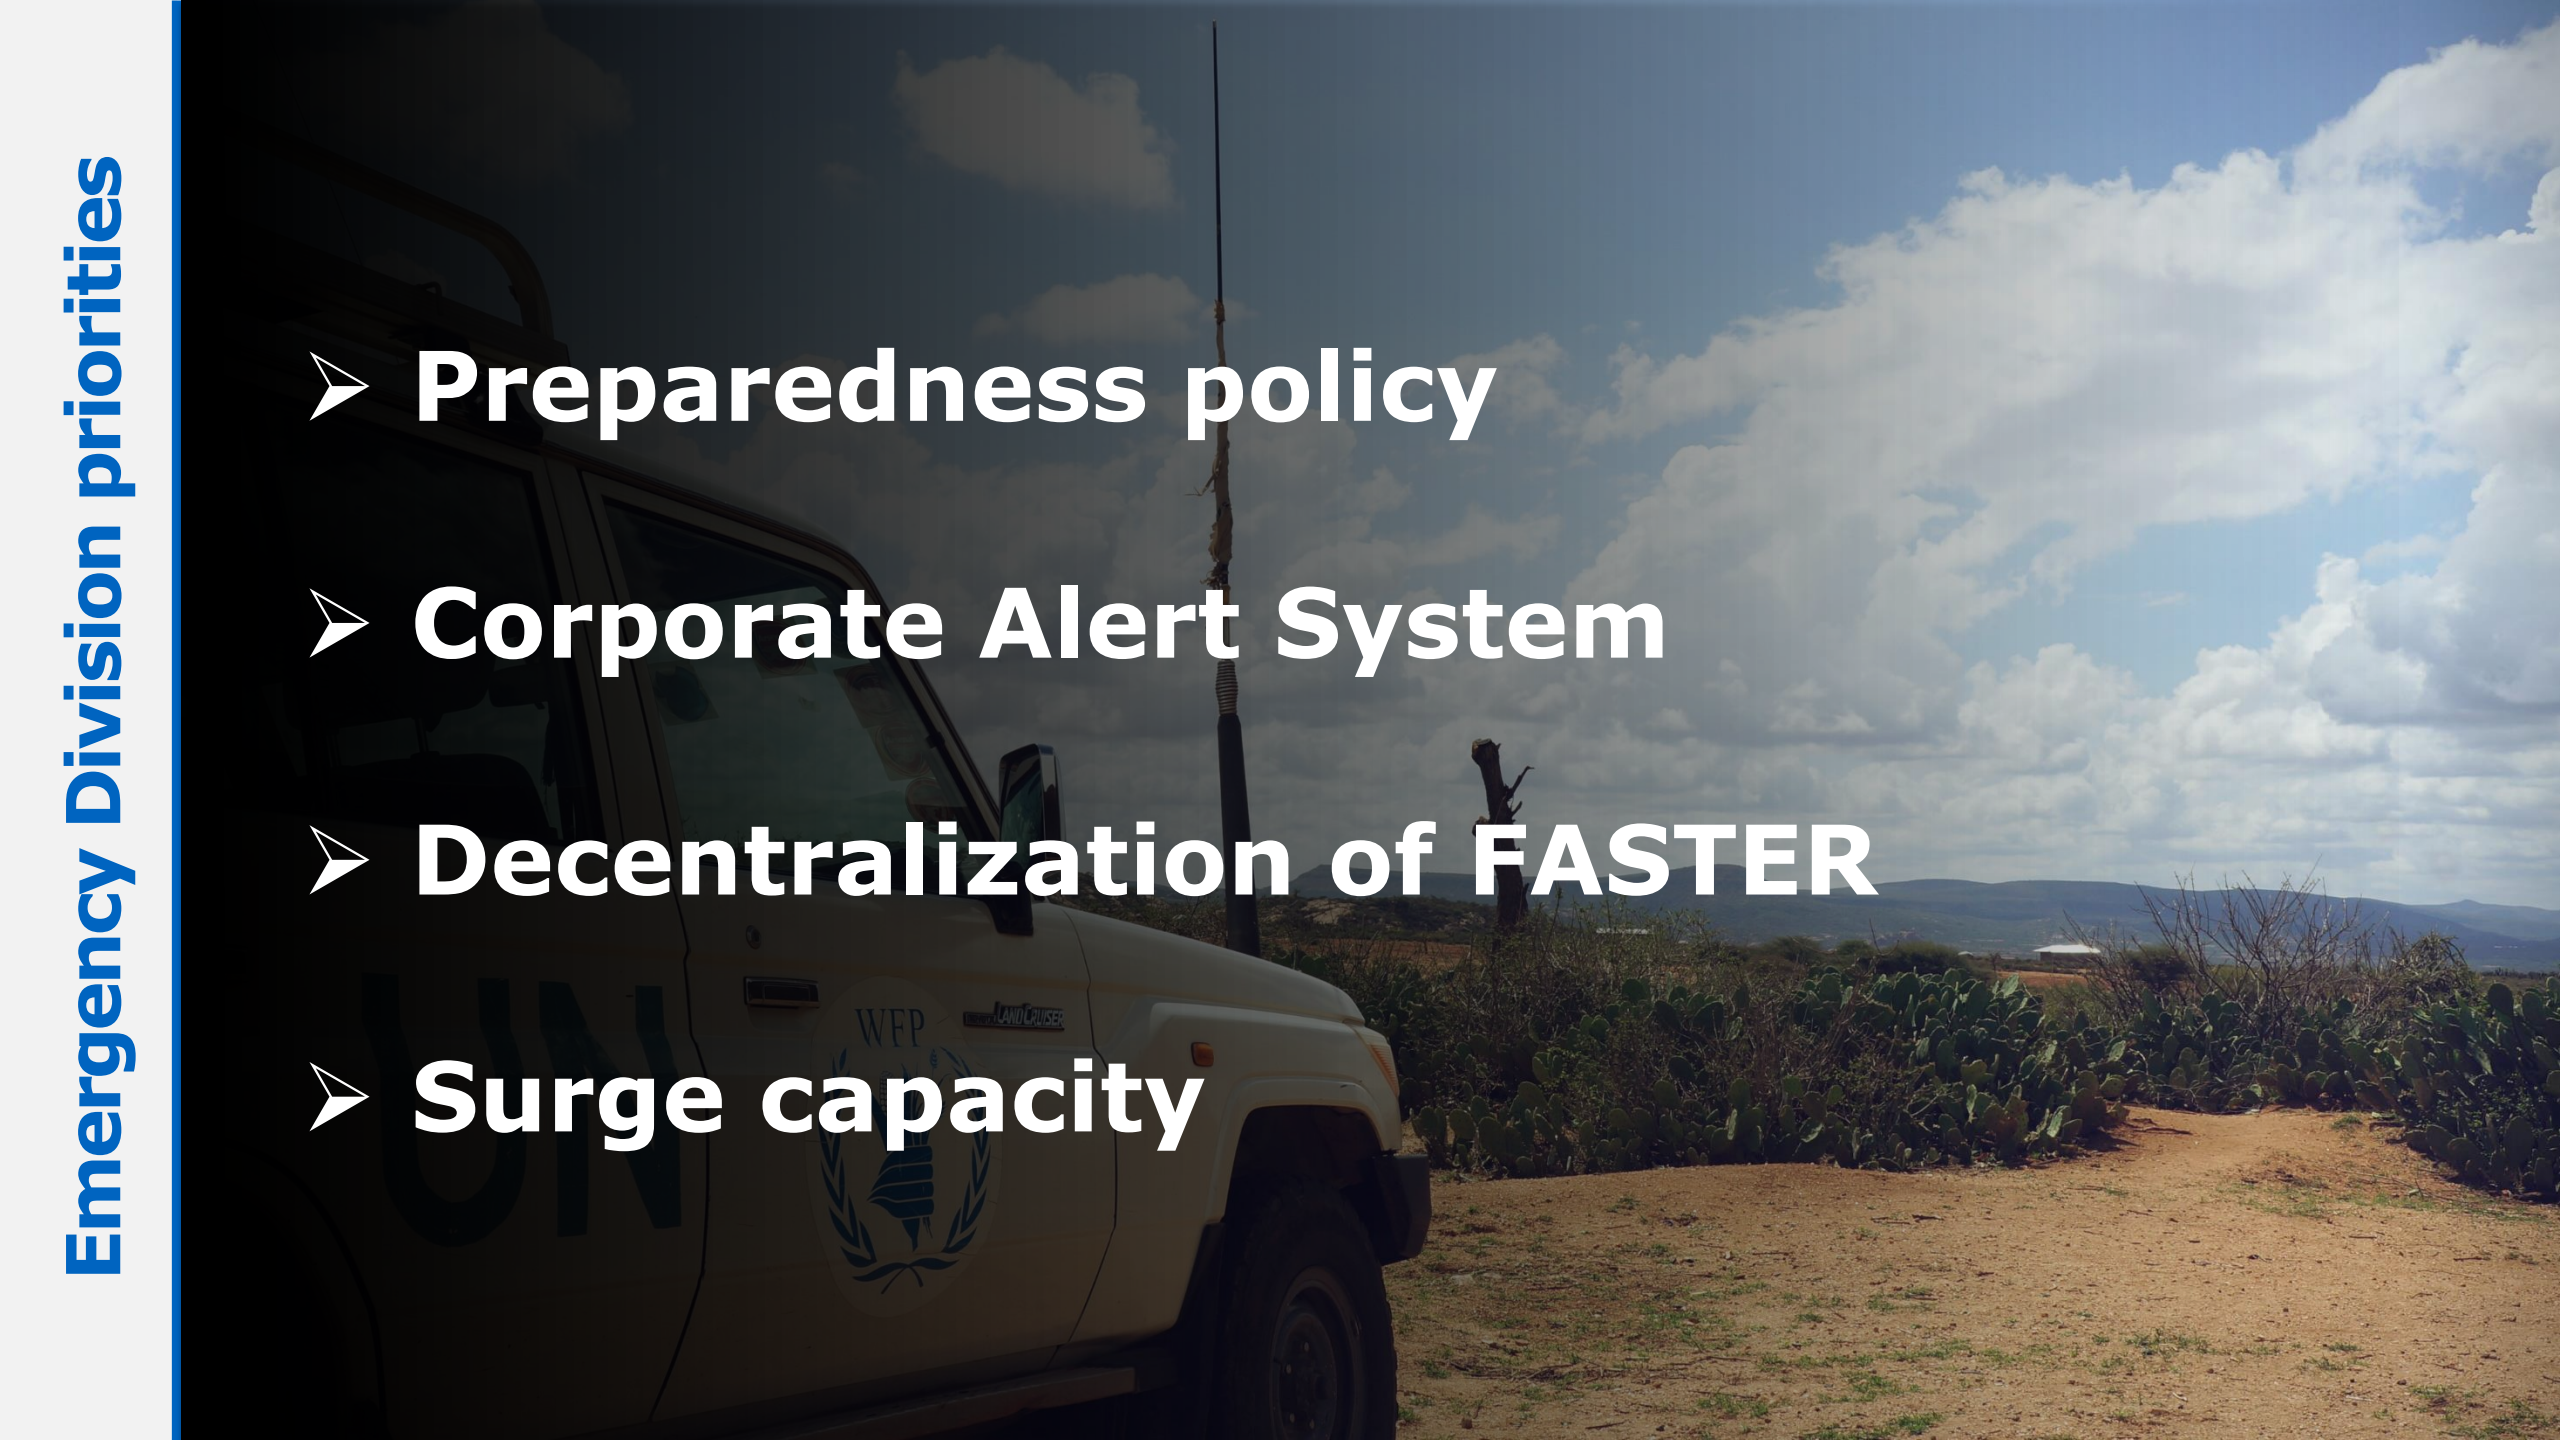 Emergency Division priorities
➢ Preparedness policy
➢ Corporate Alert System
➢ Decentralization of FASTER
➢ Surge capacity
UN
WFP
LAND CRUISER